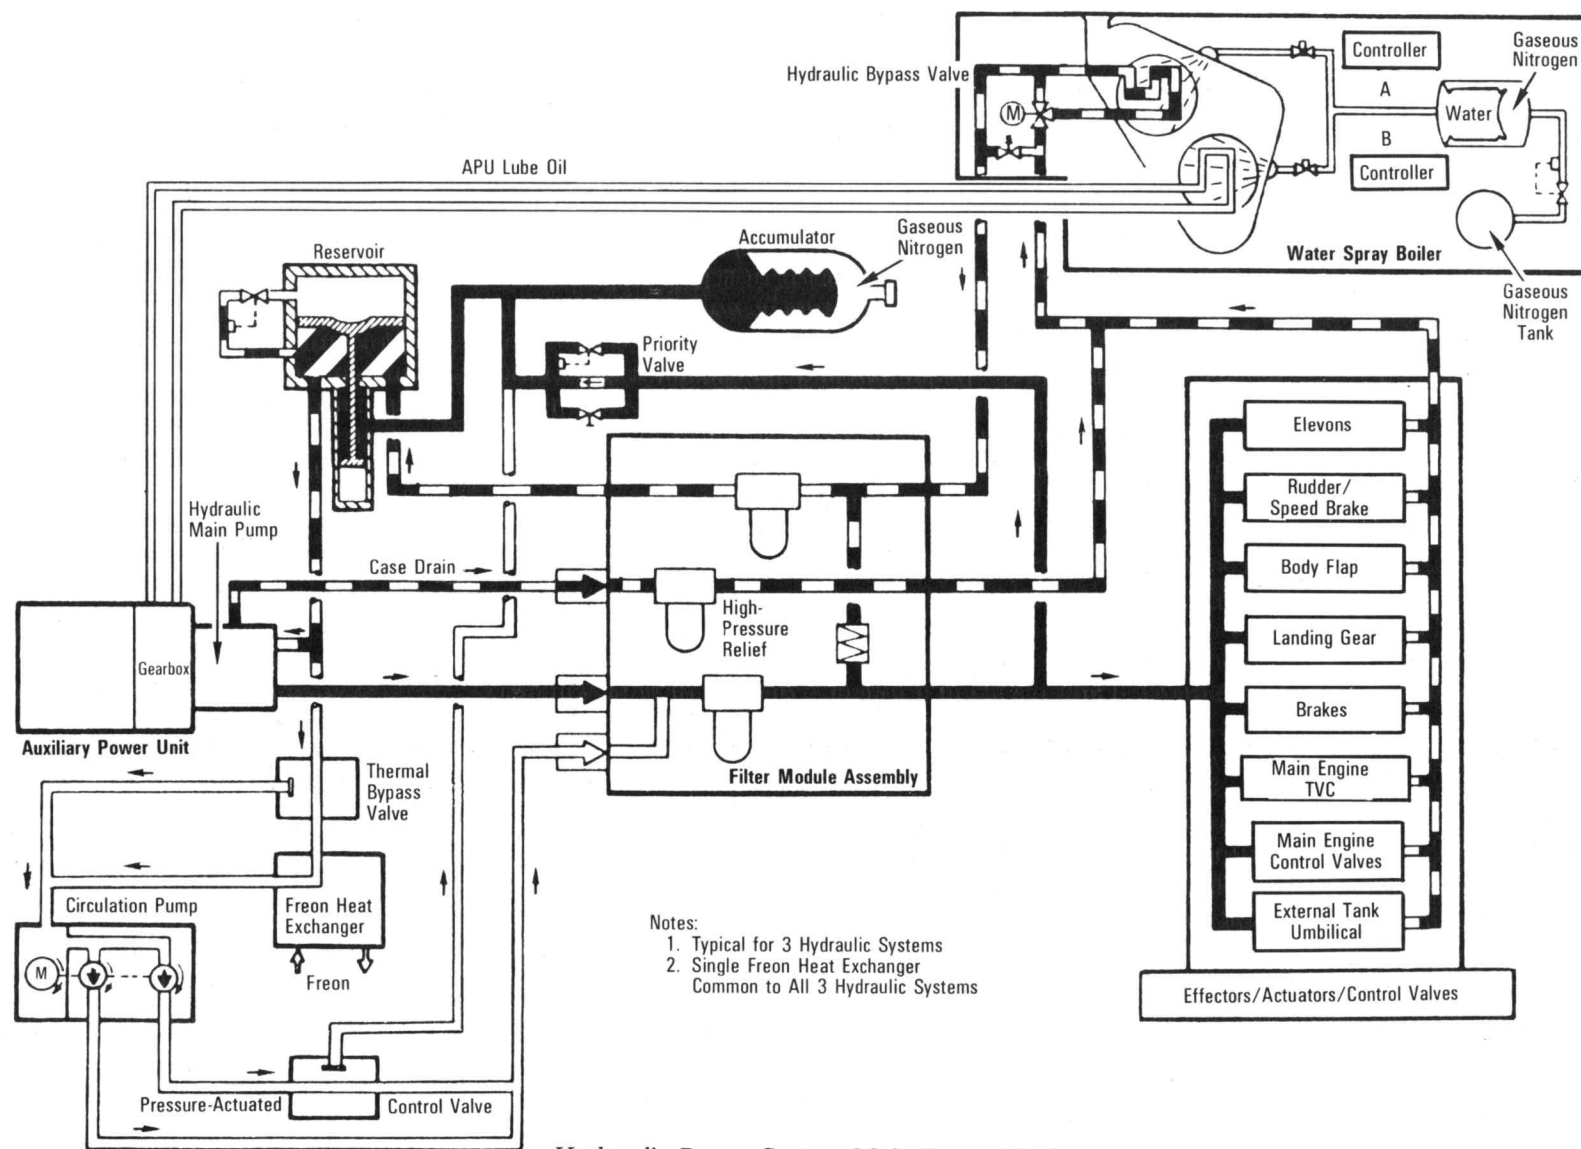 Hydraulic Bypass Valve
Controller
Gaseous
Nitrogen
A
Water
M
B
Controller
APU Lube Oil
Water Spray Boiler
Gaseous
Nitrogen
Tank
Reservoir
Accumulator
Gaseous
Nitrogen
Priority
Valve
Hydraulic
Main Pump
Case Drain
High-
Pressure
Relief
Gearbox
Auxiliary Power Unit
Filter Module Assembly
Thermal
Bypass
Valve
Circulation Pump
Freon Heat
Exchanger
Freon
M
Pressure-Actuated
Control Valve
Elevons
Rudder/
Speed Brake
Body Flap
Landing Gear
Brakes
Main Engine
TVC
Main Engine
Control Valves
External Tank
Umbilical
Effectors/Actuators/Control Valves
Notes:
1. Typical for 3 Hydraulic Systems
2. Single Freon Heat Exchanger
Common to All 3 Hydraulic Systems